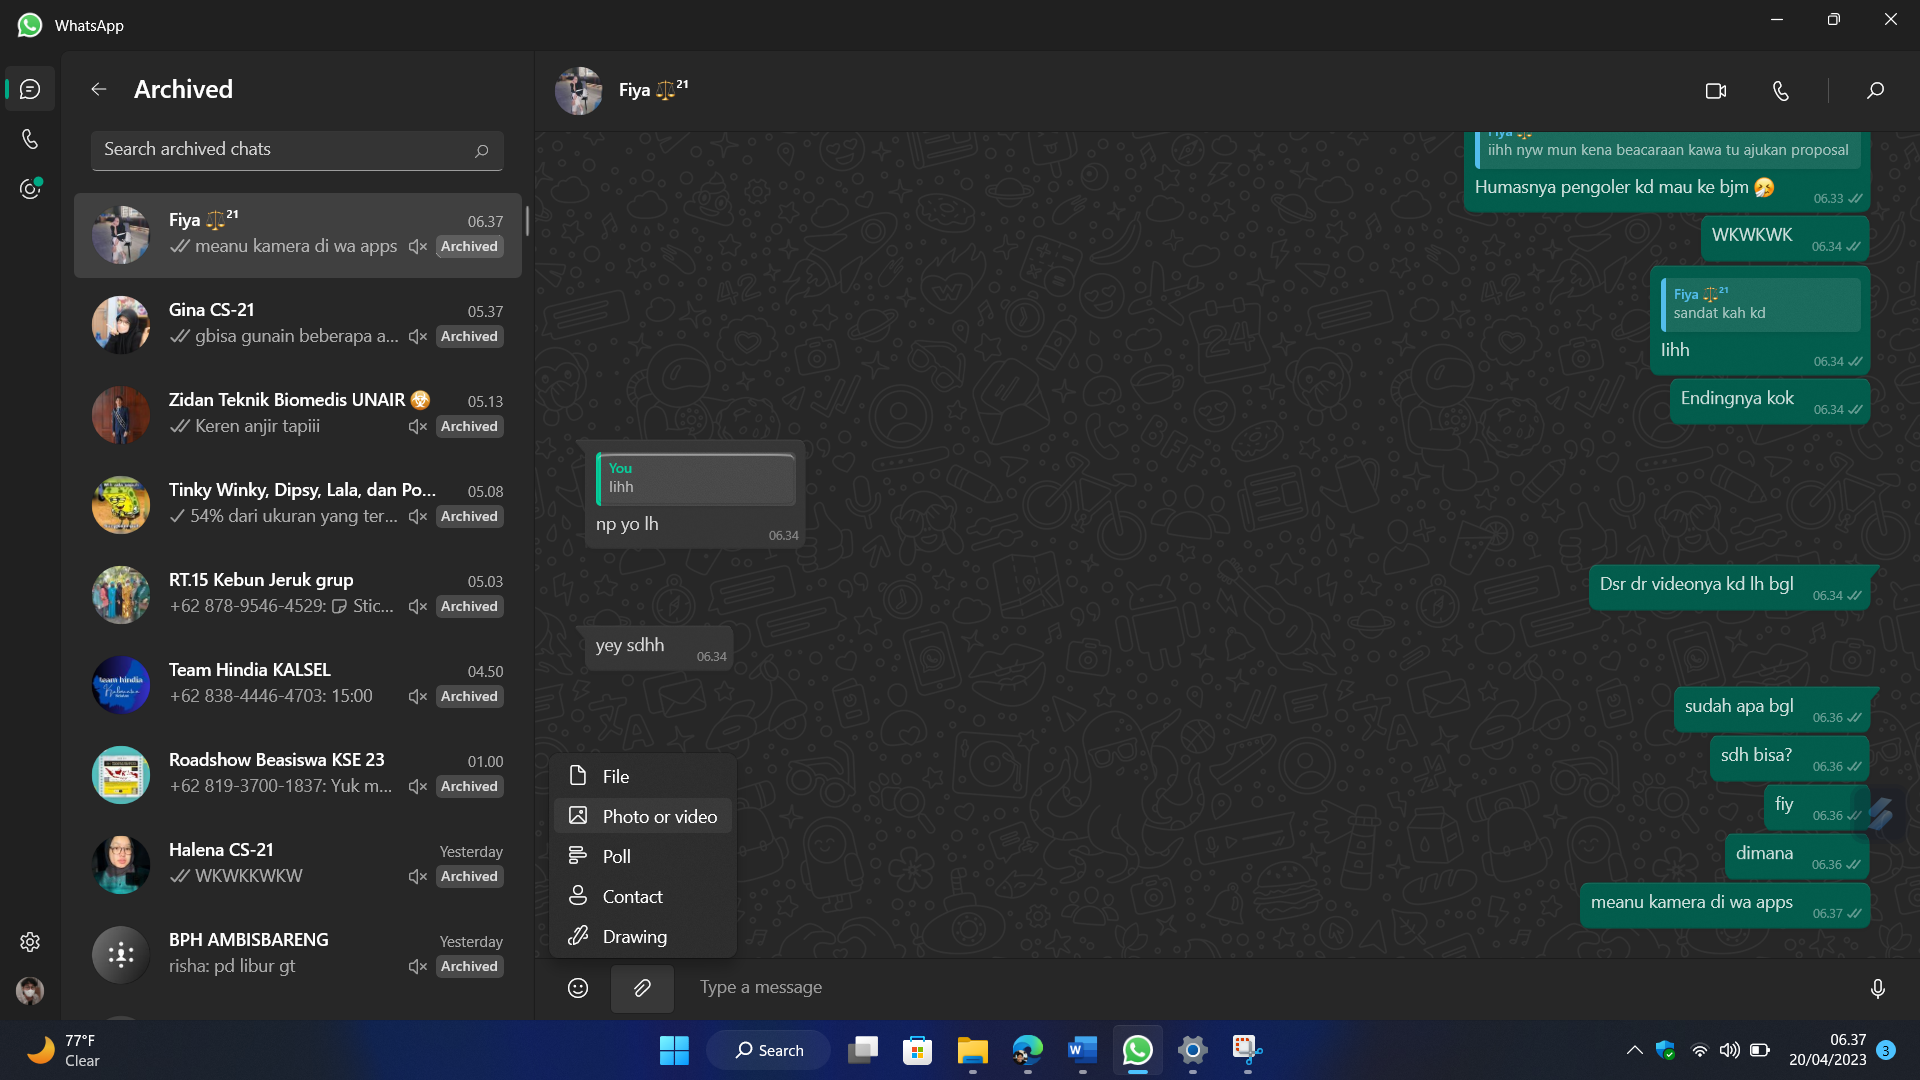 WhatsApp
Archived
Search archived chats
Fiya ⚖️²¹
06.37
meanu kamera di wa apps
Archived
Gina CS-21
05.37
gbisa gunain beberapa a...
Archived
Zidan Teknik Biomedis UNAIR ☣
05.13
Keren anjir tapiii
Archived
Tinky Winky, Dipsy, Lala, dan Po...
05.08
54% dari ukuran yang ter...
Archived
RT.15 Kebun Jeruk grup
05.03
+62 878-9546-4529: Stic...
Archived
Team Hindia KALSEL
04.50
+62 838-4446-4703: 15:00
Archived
Roadshow Beasiswa KSE 23
01.00
+62 819-3700-1837: Yuk m...
Archived
Halena CS-21
Yesterday
WKWKKWKW
Archived
BPH AMBISBARENG
Yesterday
risha: pd libur gt
Archived
Fiya ⚖️²¹
Fiya ⚖️
iihh nyw mun kena beacaraan kawa tu ajukan proposal
Humasnya pengoler kd mau ke bjm 🤧
06.33
WKWKWK
06.34
Fiya ⚖️²¹
sandat kah kd
Iihh
06.34
Endingnya kok
06.34
You
Iihh
np yo lh
06.34
Dsr dr videonya kd lh bgl
06.34
yey sdhh
06.34
sudah apa bgl
06.36
sdh bisa?
06.36
fiy
06.36
dimana
06.36
meanu kamera di wa apps
06.37
File
Photo or video
Poll
Contact
Drawing
Type a message
77°F
Clear
Search
06.37
20/04/2023
3